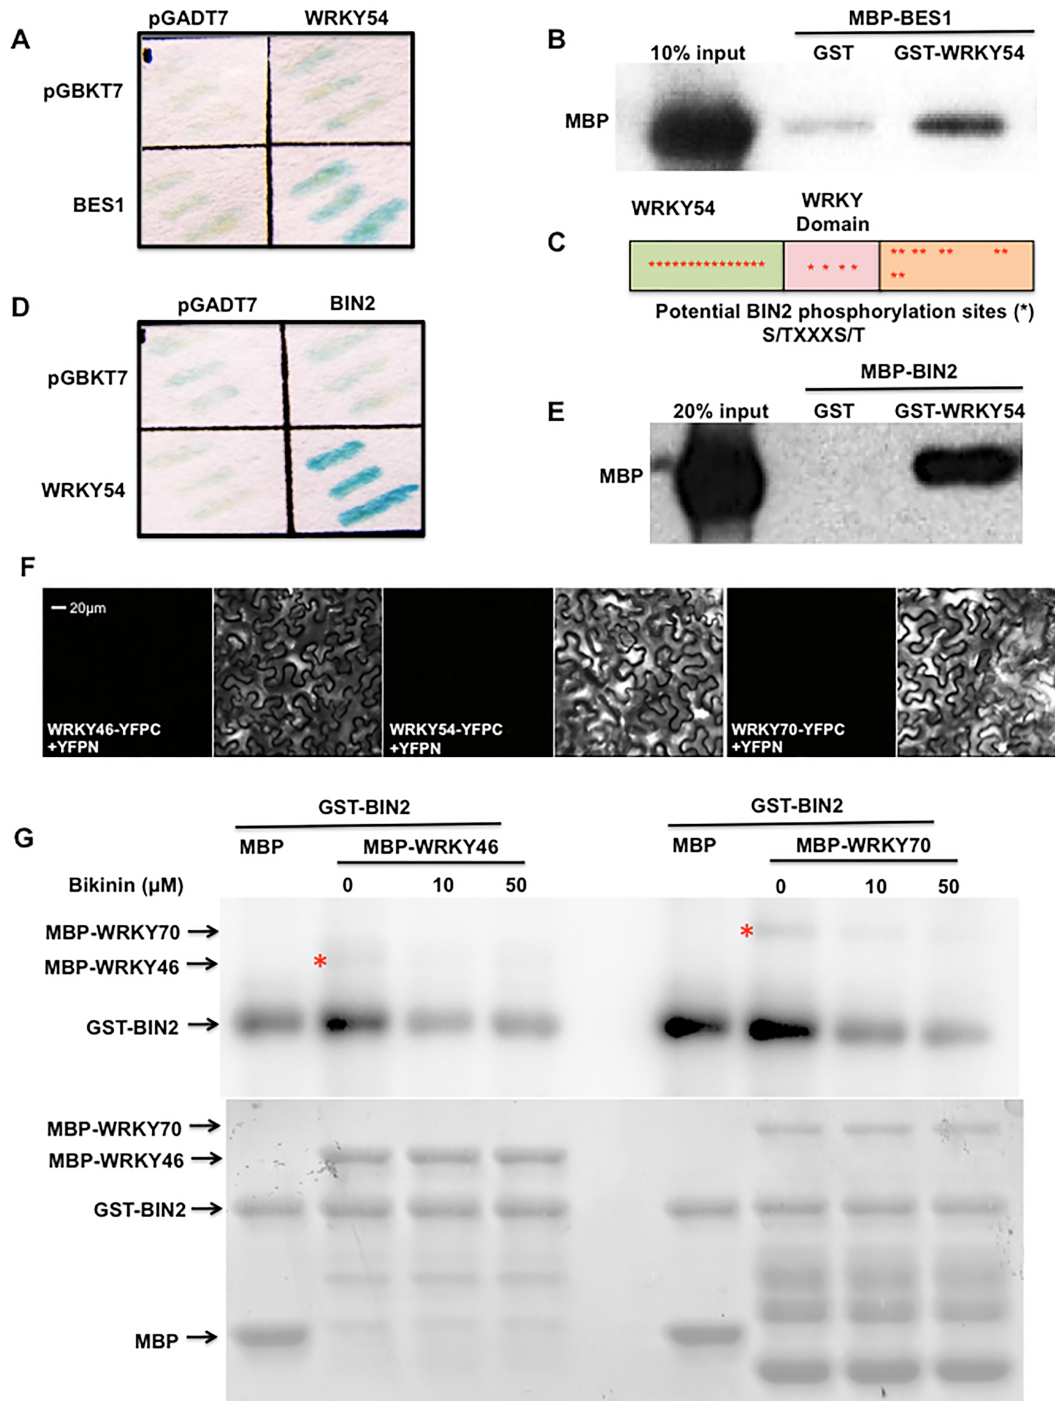 A
pGADT7 WRKY54
pGBKT7
BES1
B
MBP-BES1
10% input GST GST-WRKY54
MBP
C
WRKY54
WRKY
Domain
***************
* * * *
** ** ** **
**
Potential BIN2 phosphorylation sites (*)
S/TXXXS/T
D
pGADT7 BIN2
pGBKT7
WRKY54
E
MBP-BIN2
20% input GST GST-WRKY54
MBP
F
20µm
WRKY46-YFPC
+YFPN
WRKY54-YFPC
+YFPN
WRKY70-YFPC
+YFPN
G
GST-BIN2 GST-BIN2
MBP MBP-WRKY46 MBP MBP-WRKY70
Bikinin (µM) 0 10 50 0 10 50
MBP-WRKY70 *
MBP-WRKY46 *
GST-BIN2
MBP-WRKY70
MBP-WRKY46
GST-BIN2
MBP